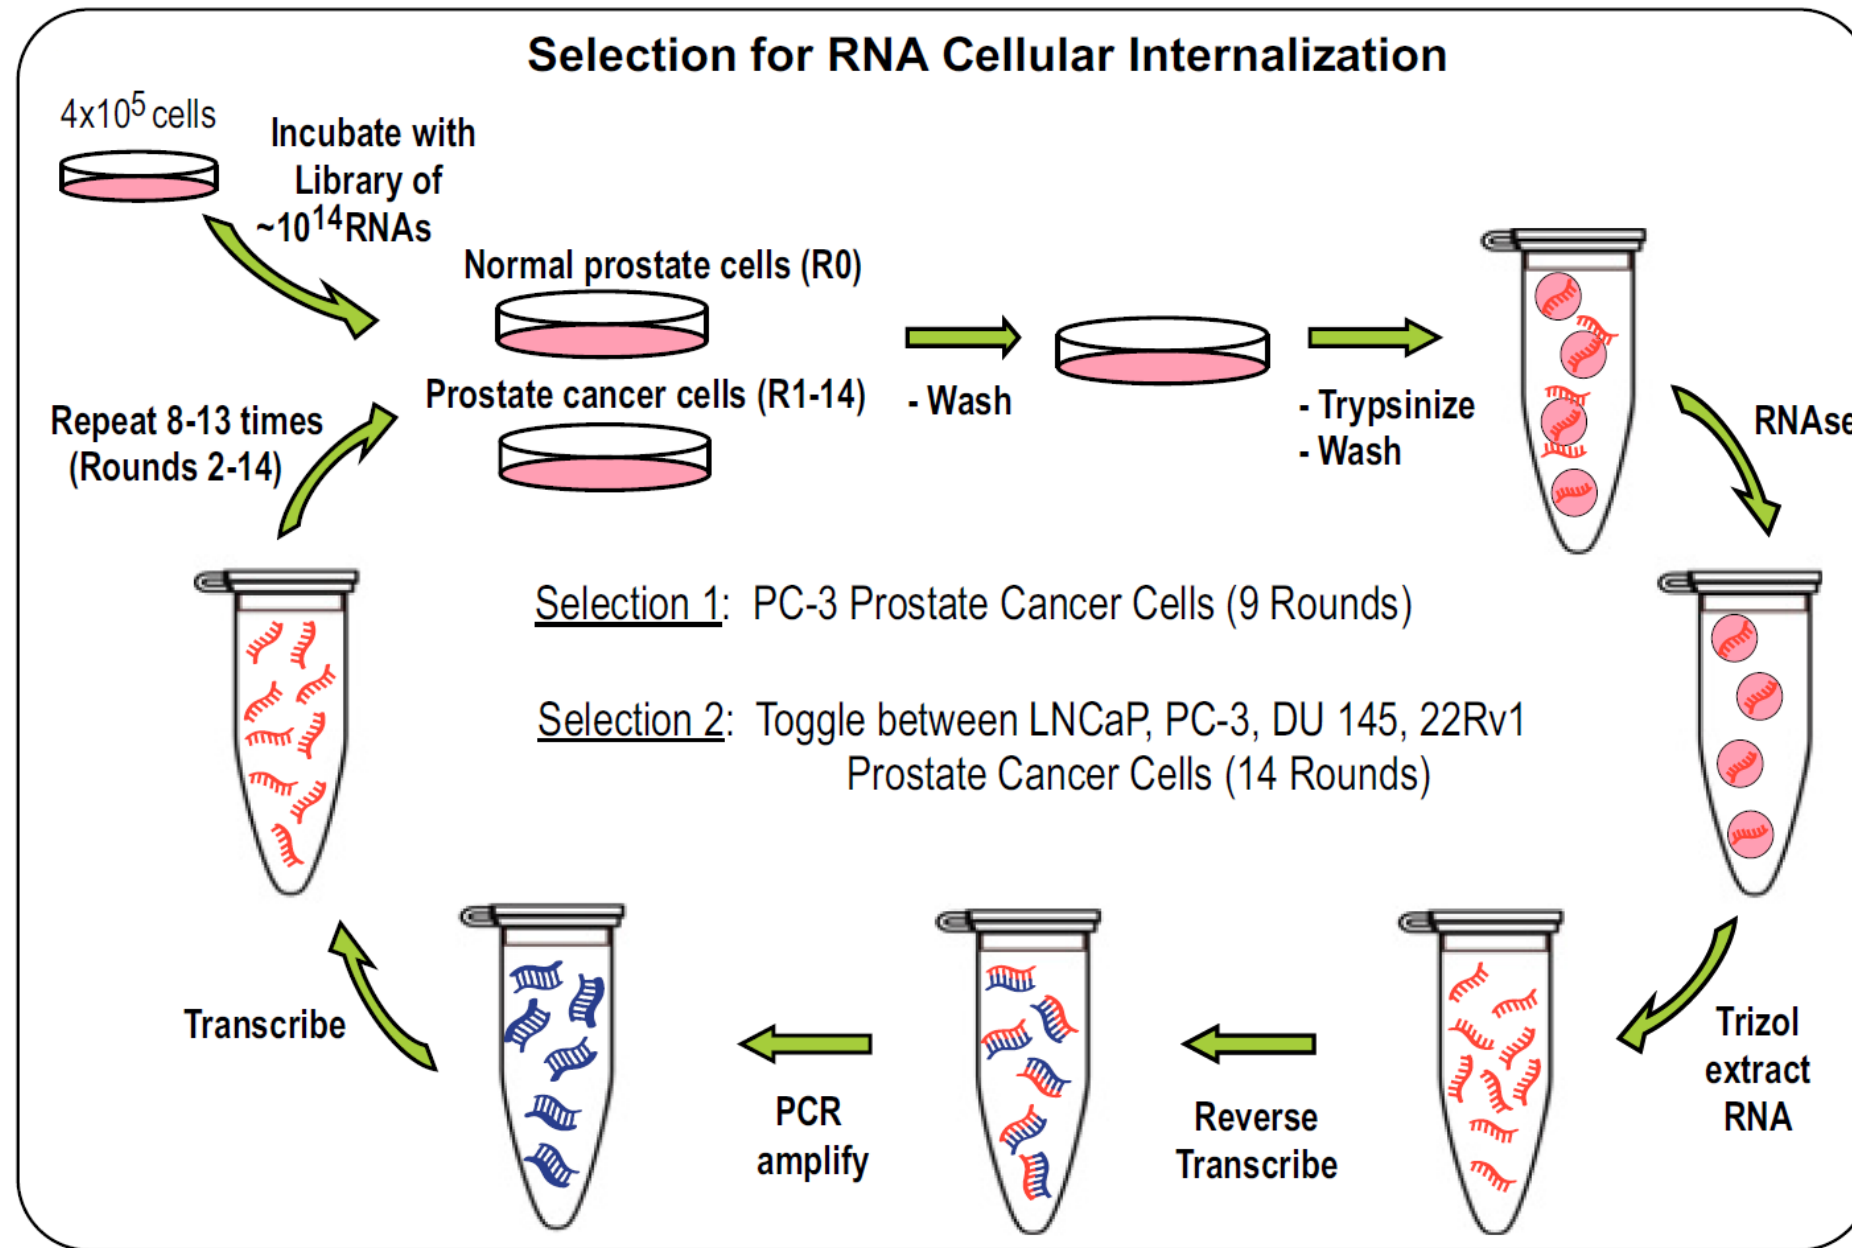 Selection for RNA Cellular Internalization
4x10⁵ cells
Incubate with
Library of
~10¹⁴RNAs
Normal prostate cells (R0)
Prostate cancer cells (R1-14)
- Wash
- Trypsinize
- Wash
RNAse
Repeat 8-13 times
(Rounds 2-14)
Selection 1: PC-3 Prostate Cancer Cells (9 Rounds)
Selection 2: Toggle between LNCaP, PC-3, DU 145, 22Rv1
Prostate Cancer Cells (14 Rounds)
Transcribe
PCR
amplify
Reverse
Transcribe
Trizol
extract
RNA